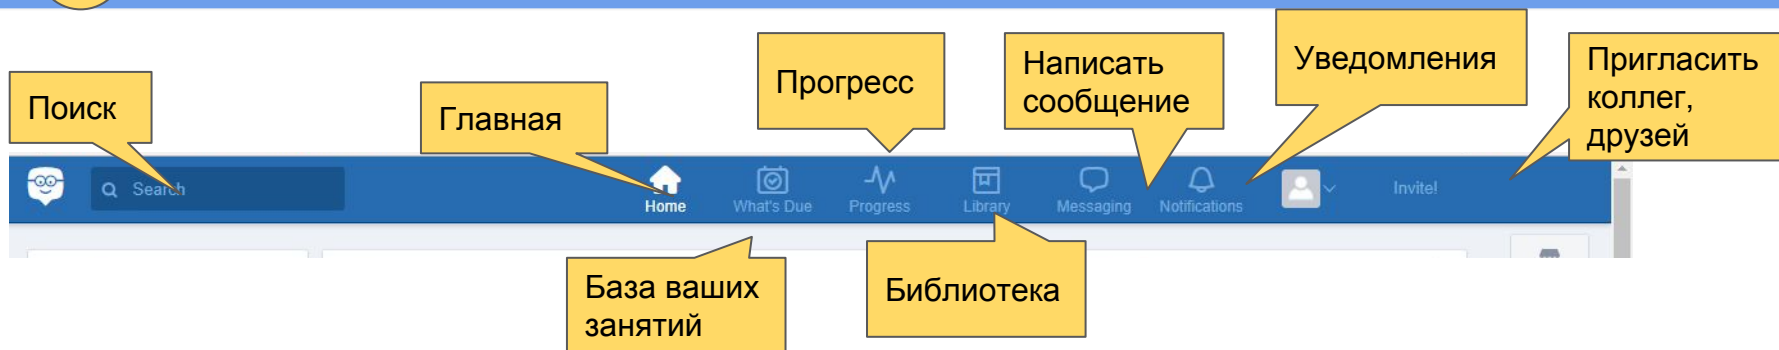 Поиск
Главная
Прогресс
Написать
сообщение
Уведомления
Пригласить
коллег,
друзей
Search
Home
What's Due
Progress
Library
Messaging
Notifications
Invite!
База ваших
занятий
Библиотека